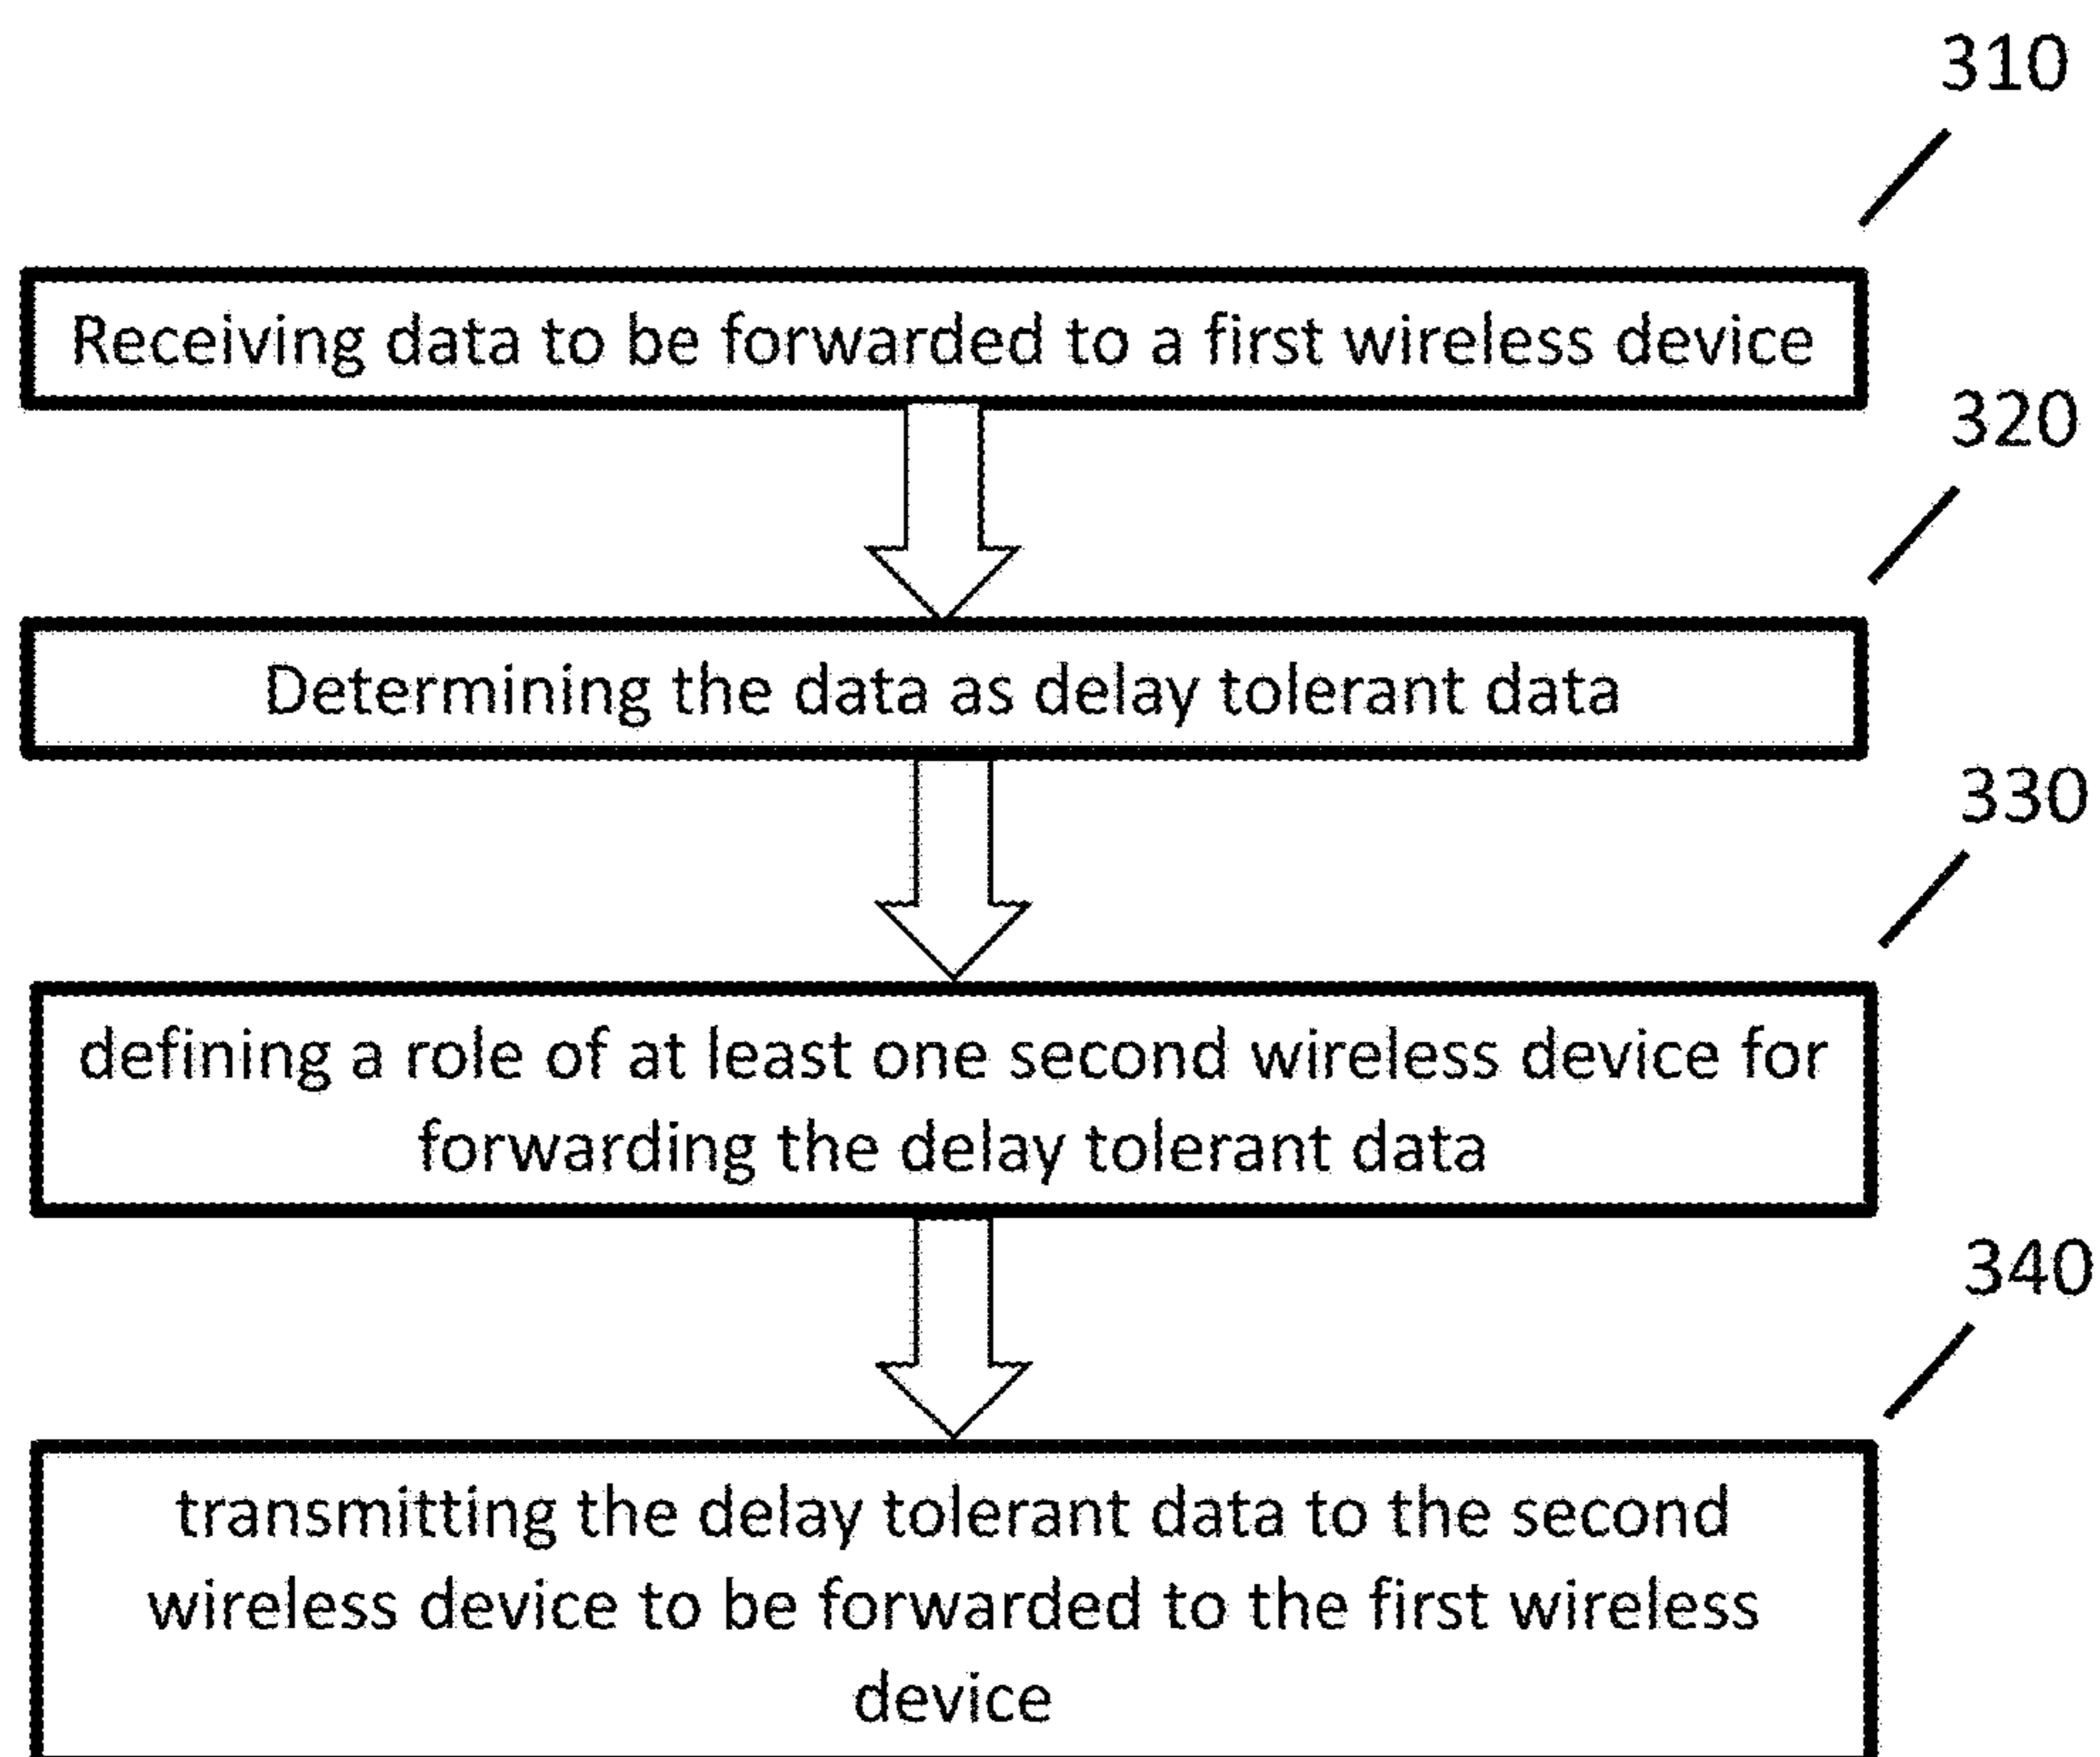 310
Receiving data to be forwarded to a first wireless device
320
Determining the data as delay tolerant data
330
defining a role of at least one second wireless device for
forwarding the delay tolerant data
340
transmitting the delay tolerant data to the second
wireless device to be forwarded to the first wireless
device